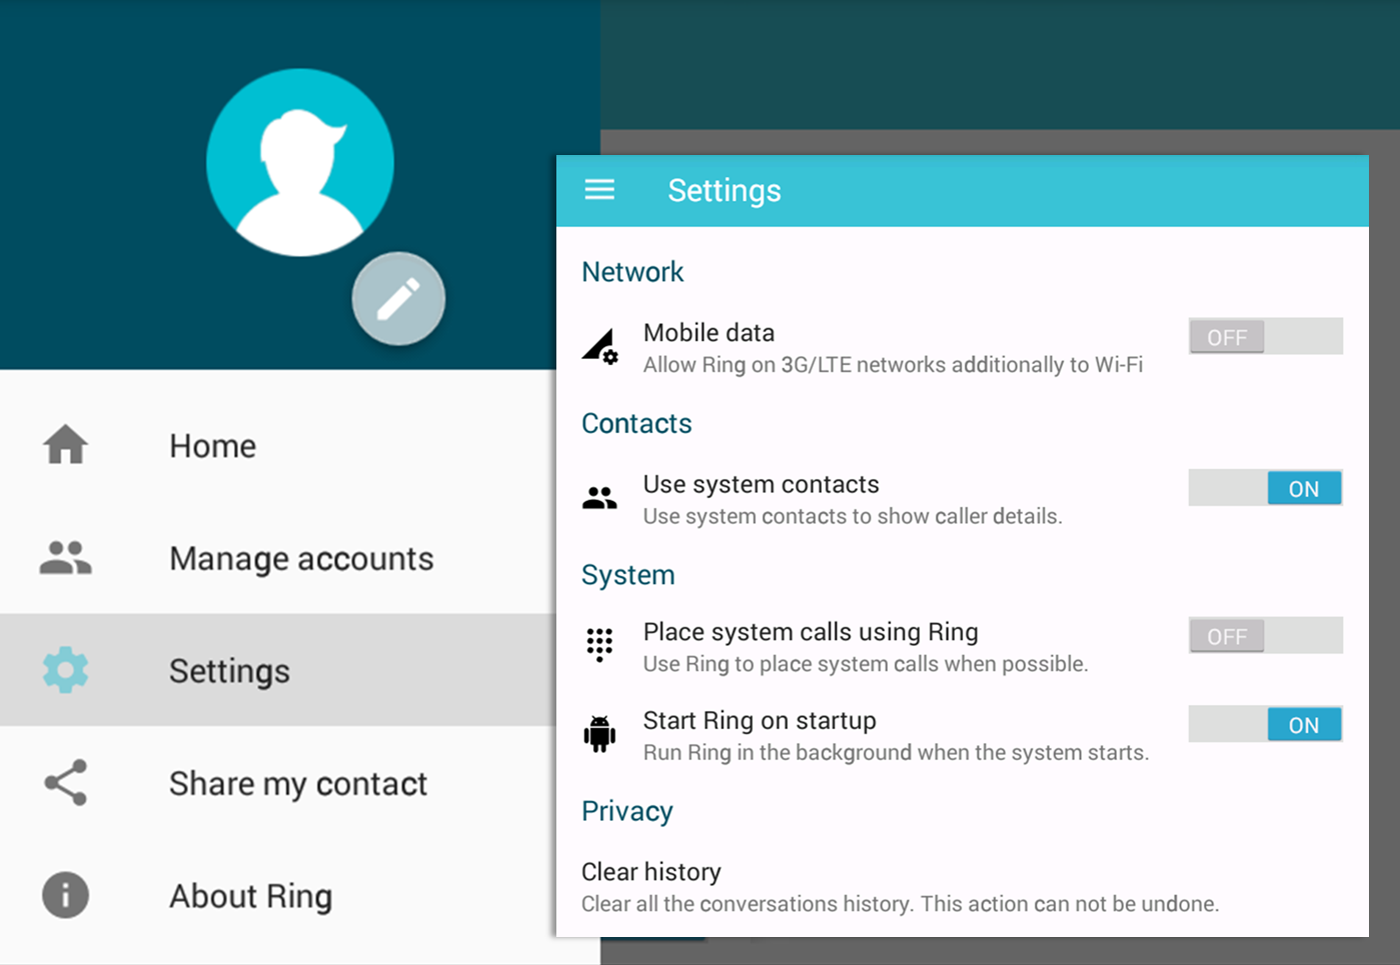 Home
Manage accounts
Settings
Share my contact
About Ring
Settings
Network
Mobile data
OFF
Allow Ring on 3G/LTE networks additionally to Wi-Fi
Contacts
Use system contacts
ON
Use system contacts to show caller details.
System
Place system calls using Ring
OFF
Use Ring to place system calls when possible.
Start Ring on startup
ON
Run Ring in the background when the system starts.
Privacy
Clear history
Clear all the conversations history. This action can not be undone.